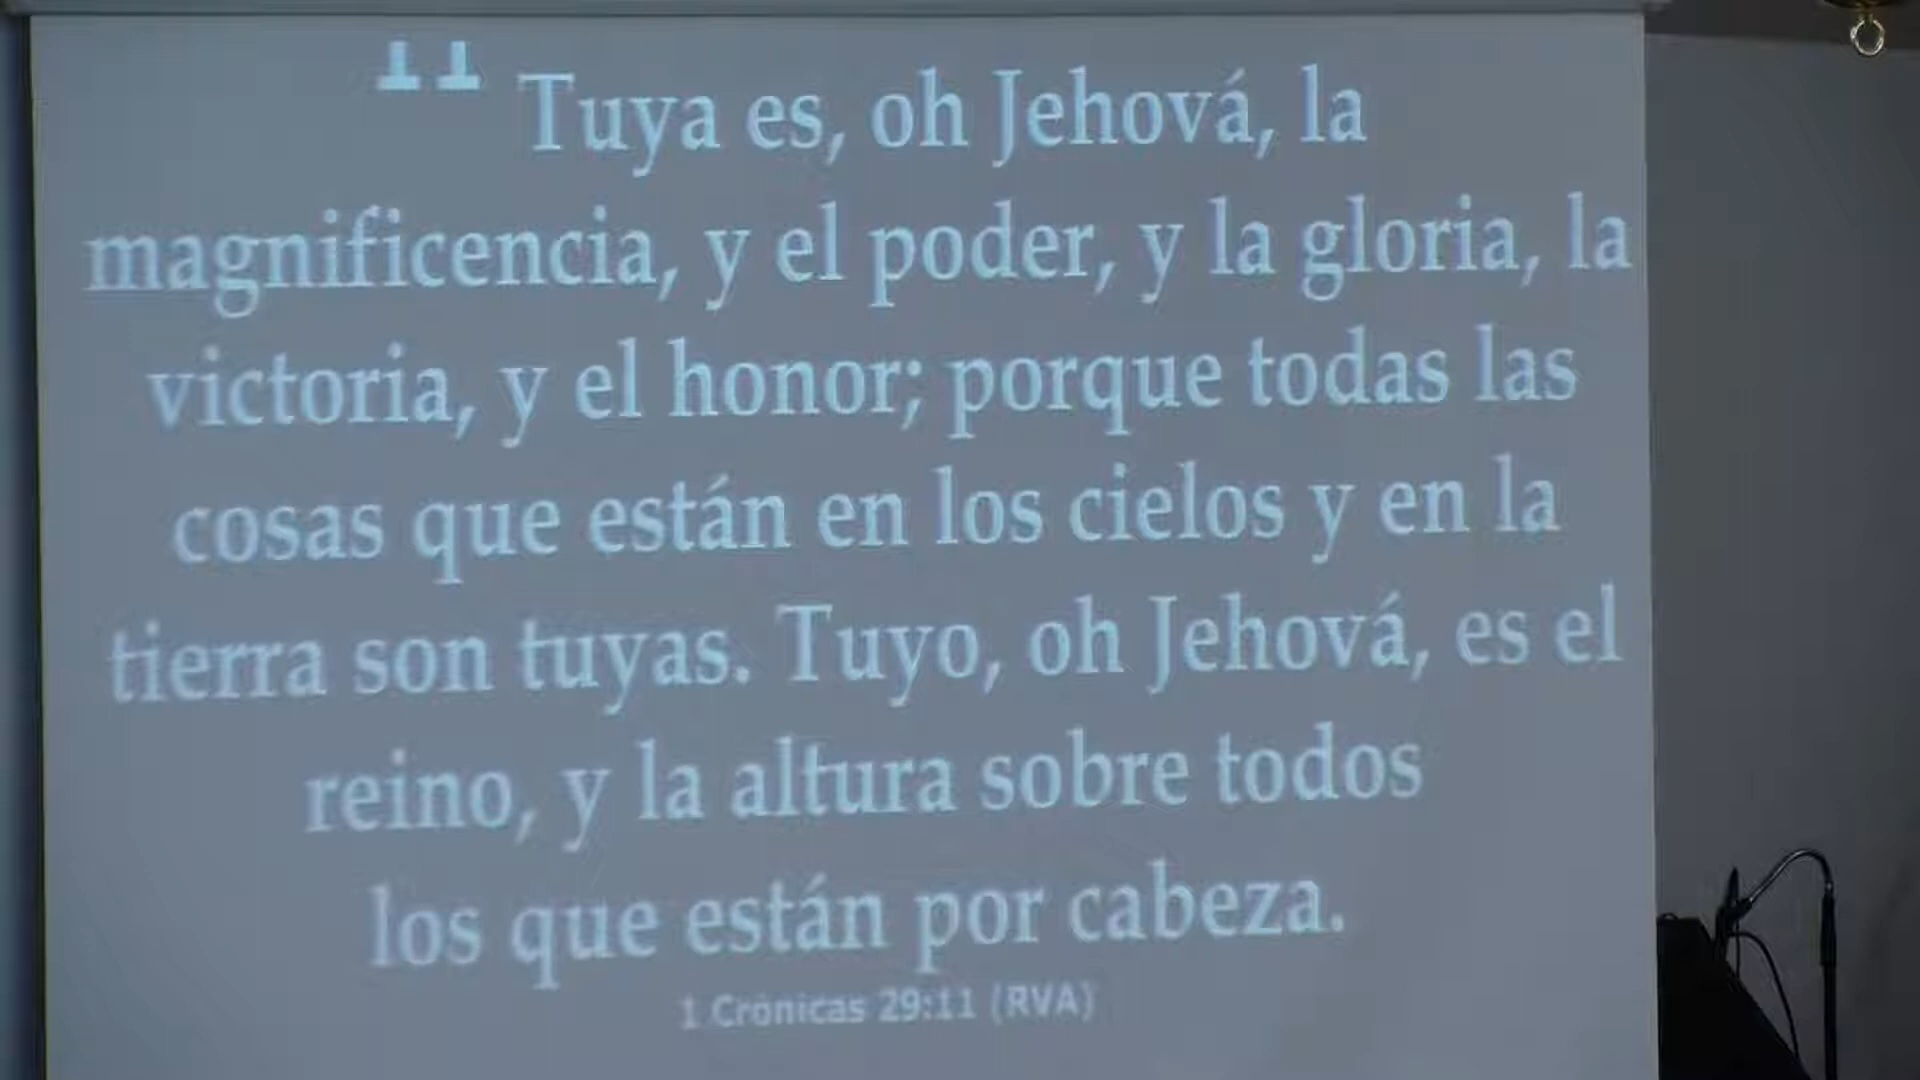 11 Tuya es, oh Jehová, la
magnificencia, y el poder, y la gloria, la
victoria, y el honor; porque todas las
cosas que están en los cielos y en la
tierra son tuyas. Tuyo, oh Jehová, es el
reino, y la altura sobre todos
los que están por cabeza.
1 Crónicas 29:11 (RVA)